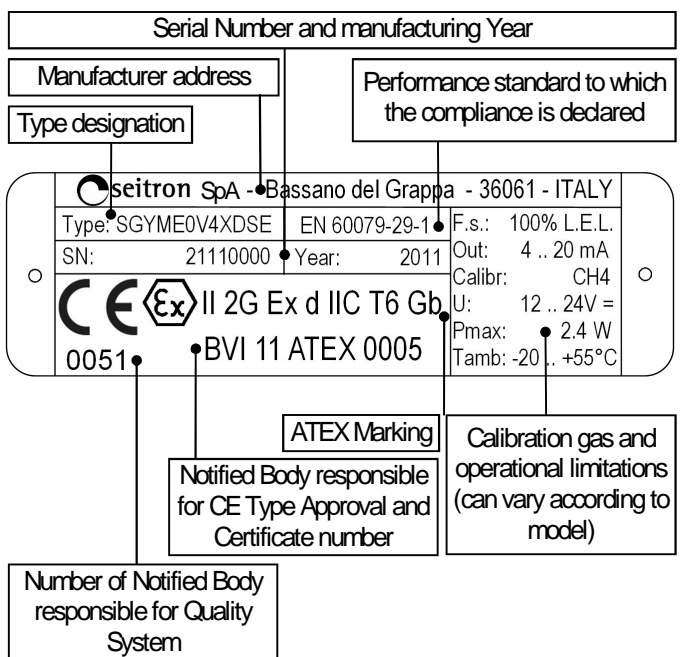 Serial Number and manufacturing Year
Manufacturer address
Performance standard to which
the compliance is declared
Type designation
seitron SpA - Bassano del Grappa - 36061 - ITALY
Type: SGYME0V4XDSE EN 60079-29-1
SN: 21110000 Year: 2011
F.s.: 100% L.E.L.
Out: 4 .. 20 mA
Calibr: CH4
U: 12 .. 24V =
Pmax: 2.4 W
Tamb: -20 .. +55°C
CE Ex II 2G Ex d IIC T6 Gb
0051 BVI 11 ATEX 0005
ATEX Marking
Calibration gas and
operational limitations
(can vary according to
model)
Notified Body responsible
for CE Type Approval and
Certificate number
Number of Notified Body
responsible for Quality
System